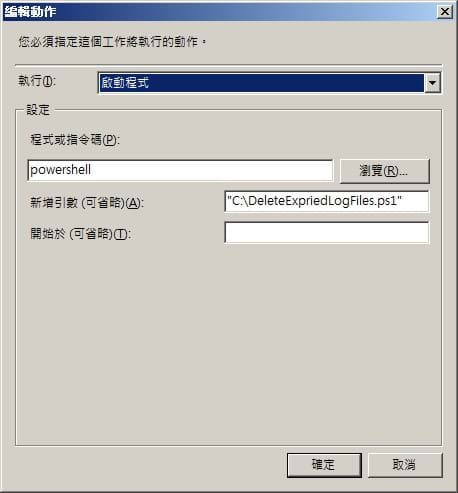 編輯動作
您必須指定這個工作將執行的動作。
執行(I):
啟動程式
設定
程式或指令碼(P):
powershell
瀏覽(R)...
新增引數 (可省略)(A):
"C:\DeleteExpriedLogFiles.ps1"
開始於 (可省略)(T):
確定
取消